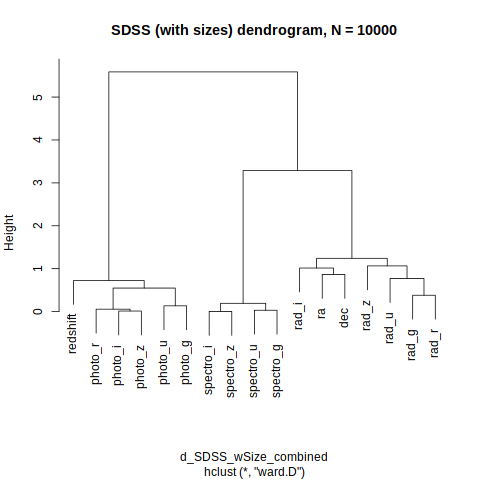 SDSS (with sizes) dendrogram, N = 10000
Height
5
4
3
2
1
0
redshift
photo_r
photo_i
photo_z
photo_u
photo_g
spectro_i
spectro_z
spectro_u
spectro_g
rad_i
ra
dec
rad_z
rad_u
rad_g
rad_r
d_SDSS_wSize_combined
hclust (*, "ward.D")